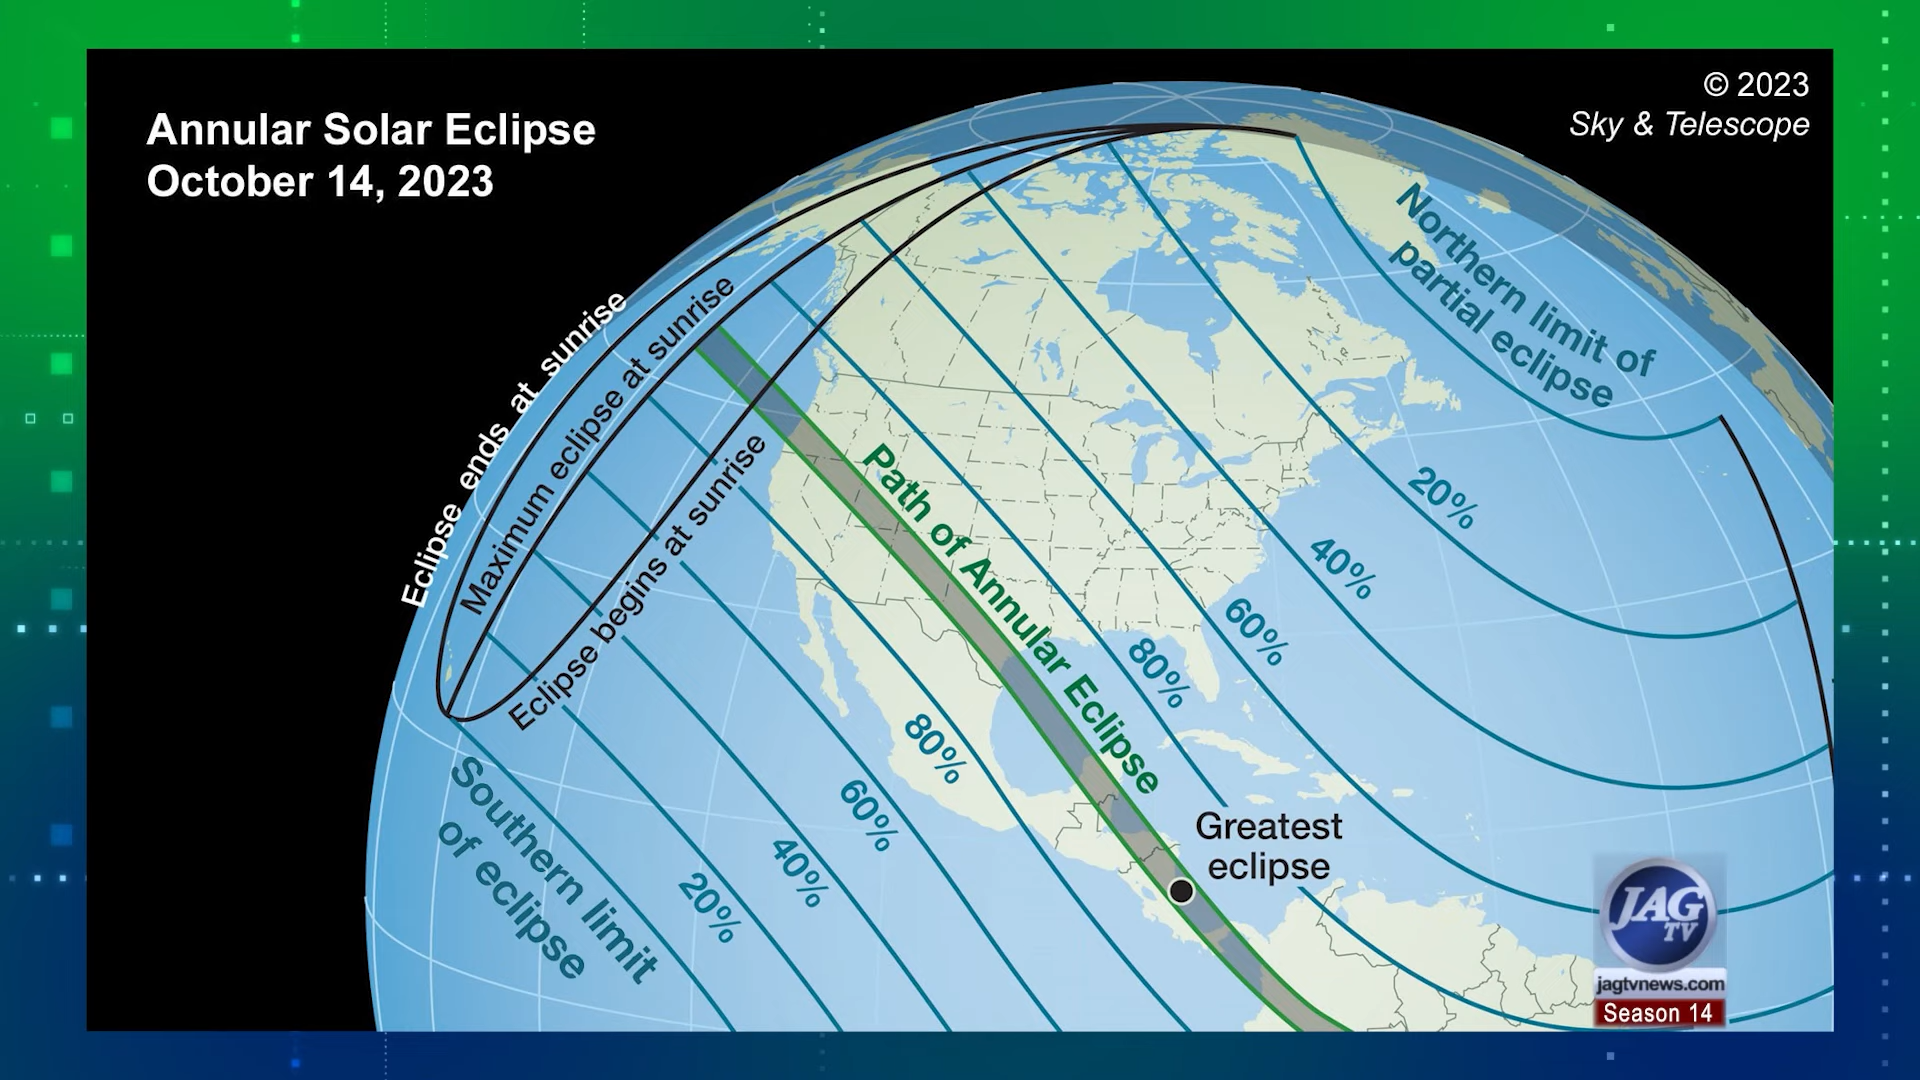 Annular Solar Eclipse
October 14, 2023
© 2023
Sky & Telescope
Eclipse ends at sunrise
Maximum eclipse at sunrise
Eclipse begins at sunrise
Northern limit of
partial eclipse
Path of Annular Eclipse
20%
40%
60%
80%
80%
60%
40%
20%
Southern limit
of eclipse
Greatest
eclipse
JAG
TV
jagtvnews.com
Season 14